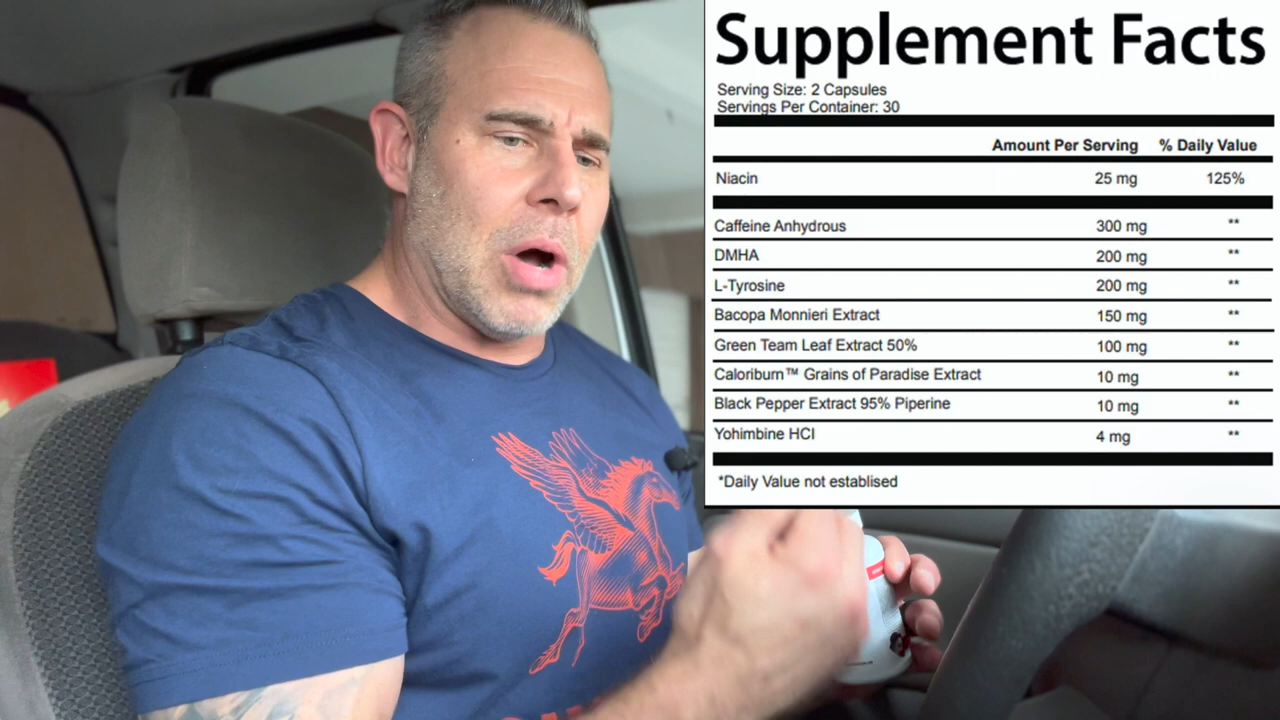 Supplement Facts
Serving Size: 2 Capsules
Servings Per Container: 30
Amount Per Serving % Daily Value
Niacin 25 mg 125%
Caffeine Anhydrous 300 mg **
DMHA 200 mg **
L-Tyrosine 200 mg **
Bacopa Monnieri Extract 150 mg **
Green Team Leaf Extract 50% 100 mg **
Caloriburn™ Grains of Paradise Extract 10 mg **
Black Pepper Extract 95% Piperine 10 mg **
Yohimbine HCI 4 mg **
*Daily Value not establised